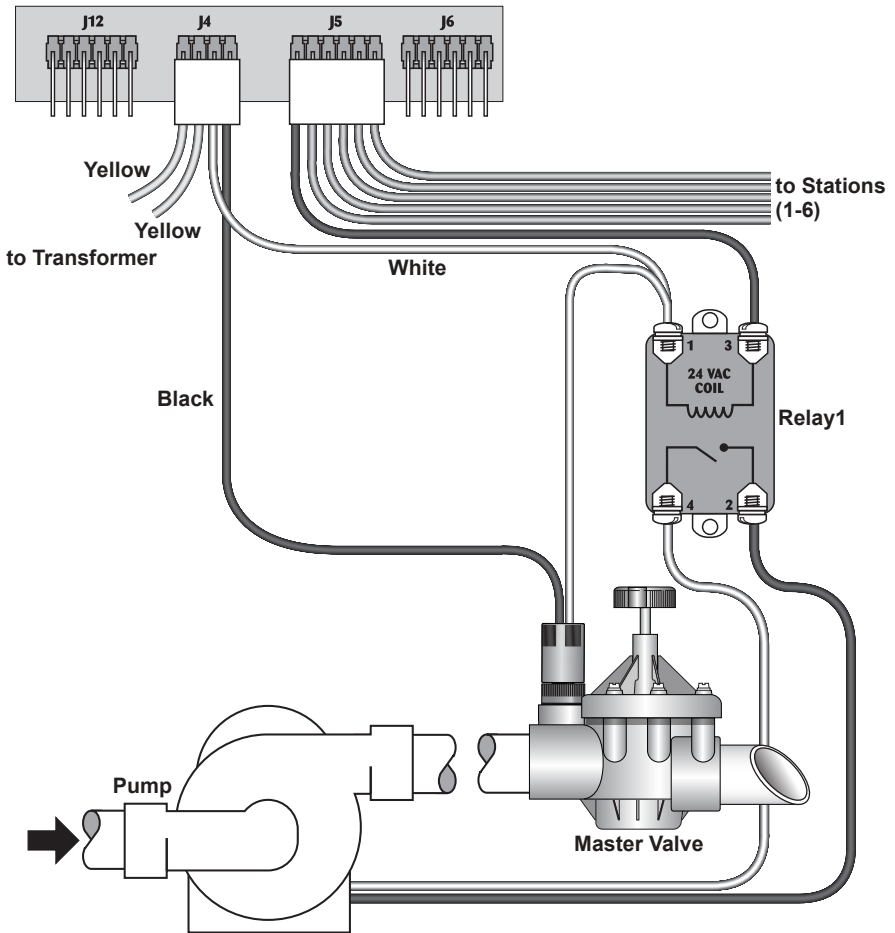 J12 J4 J5 J6
Yellow
to Stations
(1-6)
Yellow
to Transformer
White
1 3
24 VAC
COIL
Black
Relay1
4 2
Pump
Master Valve